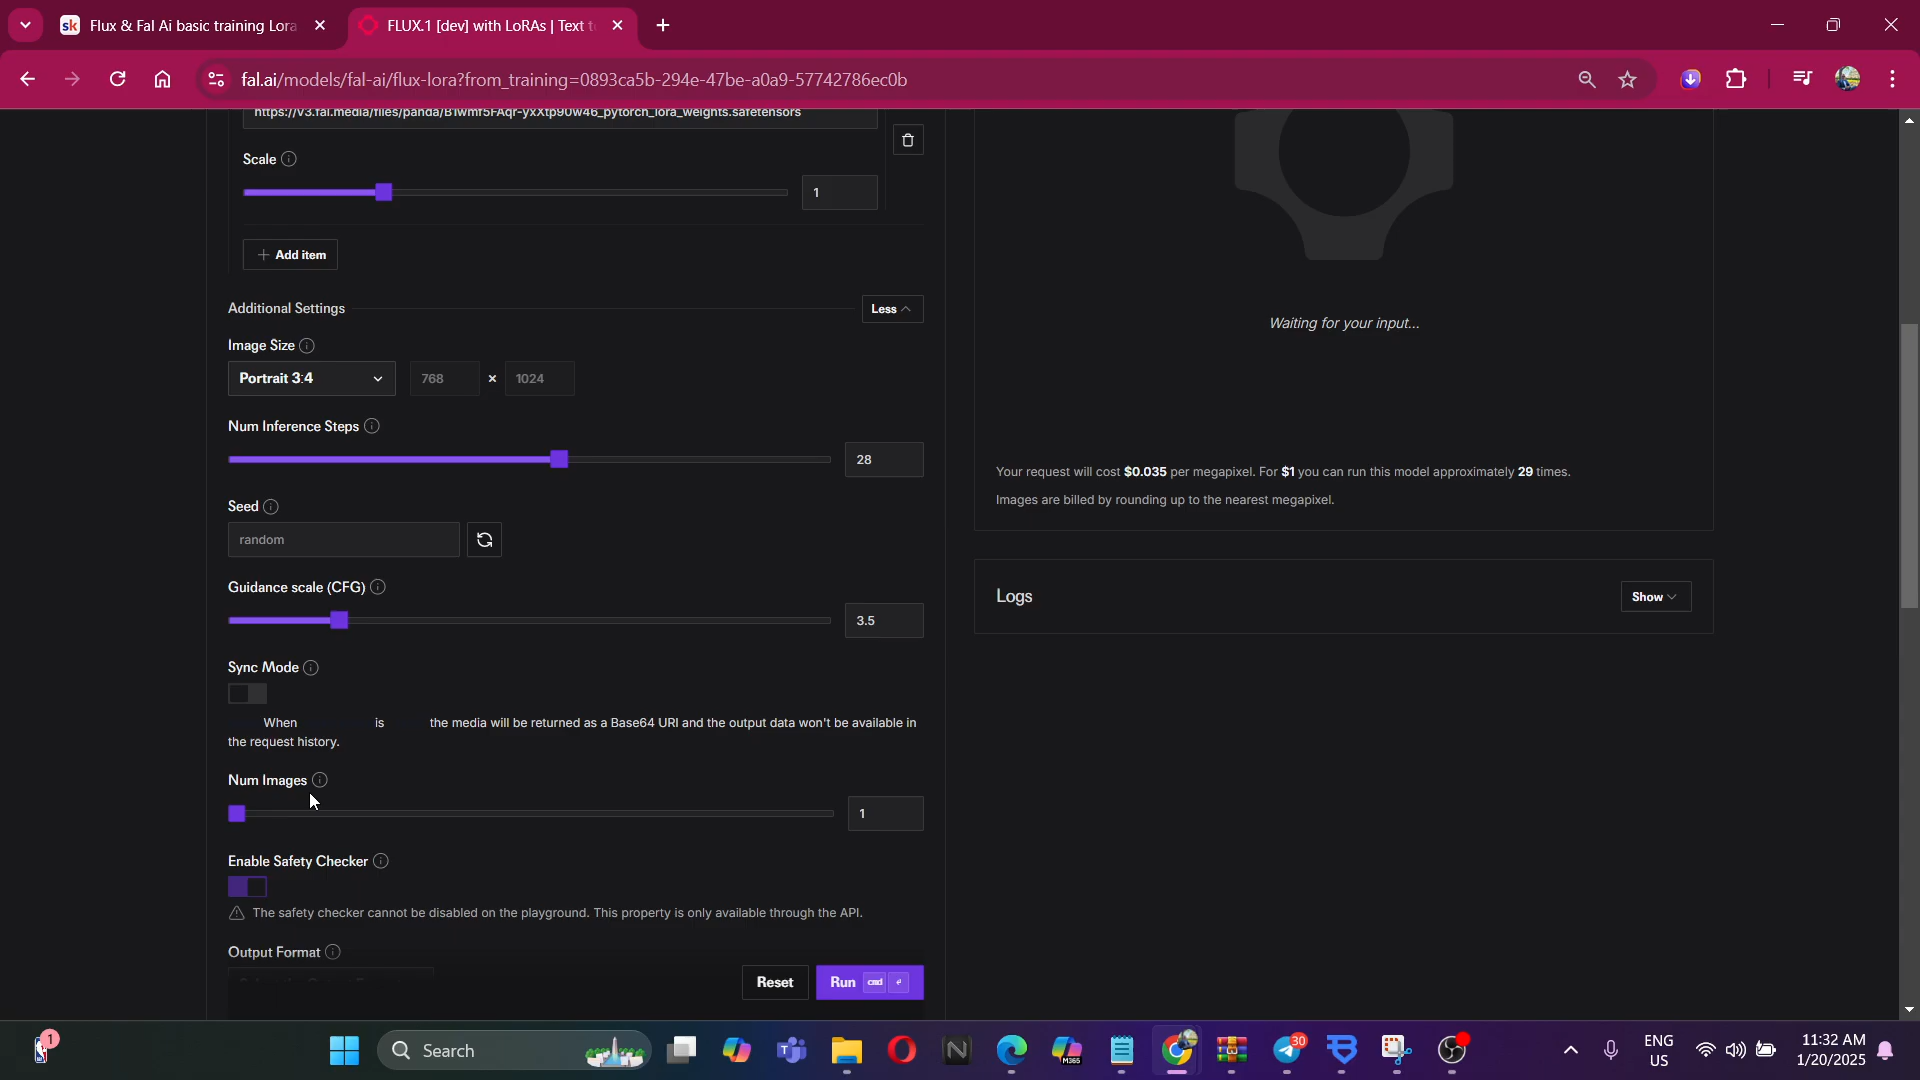 Flux & Fal Ai basic training Lora
FLUX.1 [dev] with LoRAs | Text t
fal.ai/models/fal-ai/flux-lora?from_training=0893ca5b-294e-47be-a0a9-57742786ec0b
Scale
1
Add item
Additional Settings
Less
Image Size
Portrait 3:4
768 × 1024
Num Inference Steps
28
Seed
random
Guidance scale (CFG)
3.5
Sync Mode
When is the media will be returned as a Base64 URI and the output data won't be available in
the request history.
Num Images
1
Enable Safety Checker
The safety checker cannot be disabled on the playground. This property is only available through the API.
Output Format
Reset
Run cmd
Waiting for your input...
Your request will cost $0.035 per megapixel. For $1 you can run this model approximately 29 times.
Images are billed by rounding up to the nearest megapixel.
Logs
Show
1
Search
M365
30
ENG
US
11:32 AM
1/20/2025